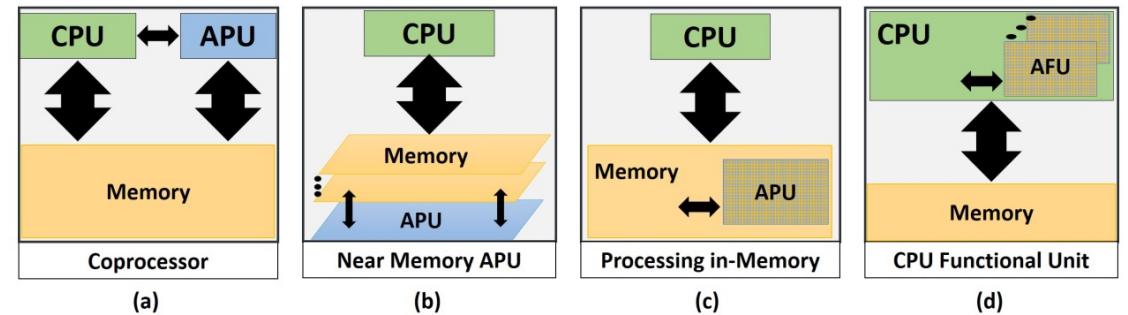 CPU
APU
Memory
Coprocessor
(a)
CPU
Memory
APU
Near Memory APU
(b)
CPU
Memory
APU
Processing in-Memory
(c)
CPU
AFU
Memory
CPU Functional Unit
(d)